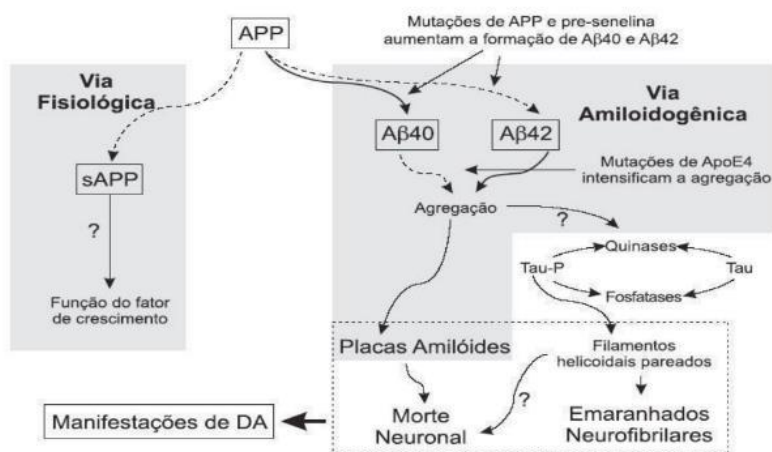 APP
Mutações de APP e pre-senelina
aumentam a formação de Aβ40 e Aβ42
Via
Fisiológica
Via
Amiloidogênica
Aβ40
Aβ42
sAPP
Mutações de ApoE4
intensificam a agregação
Agregação
?
?
Quinases
Tau-P
Tau
Fosfatases
Função do fator
de crescimento
Placas Amilóides
Filamentos
helicoidais pareados
?
Manifestações de DA
Morte
Neuronal
Emaranhados
Neurofibrilares